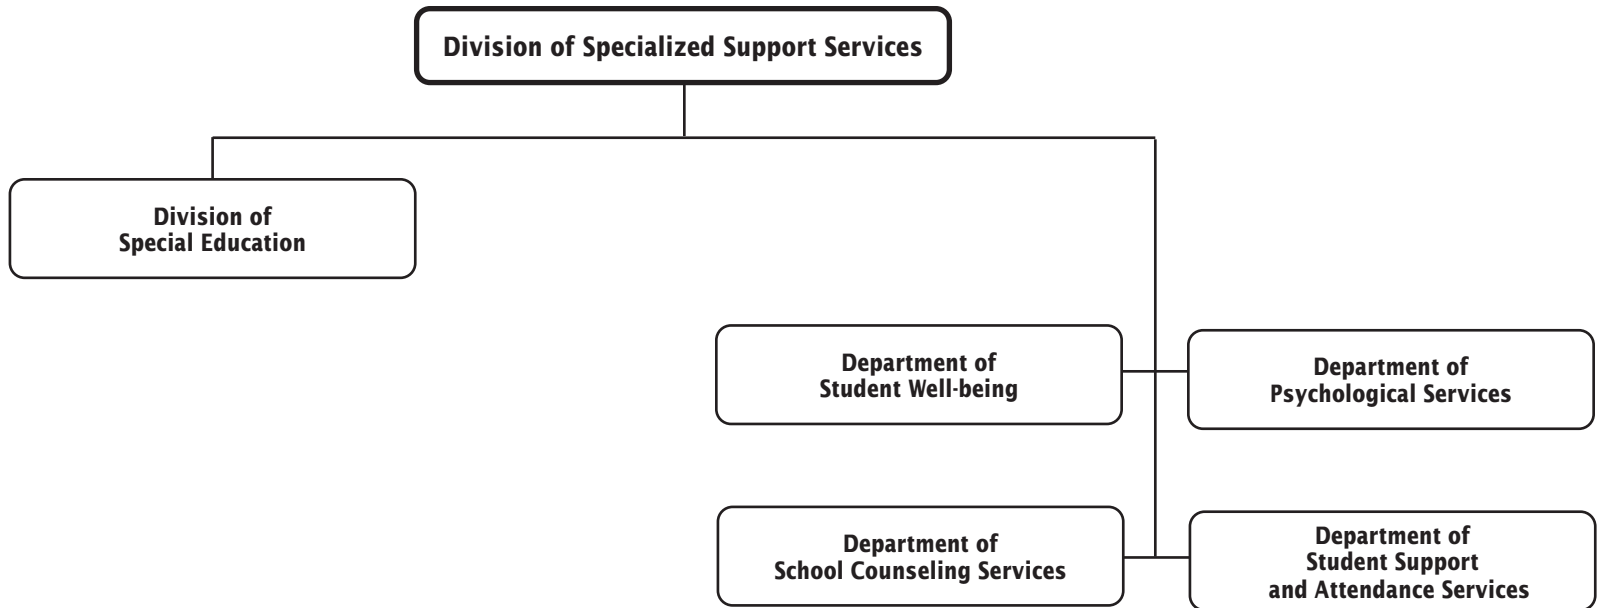 Division of Specialized Support Services
Division of
Special Education
Department of
Student Well-being
Department of
Psychological Services
Department of
School Counseling Services
Department of
Student Support
and Attendance Services